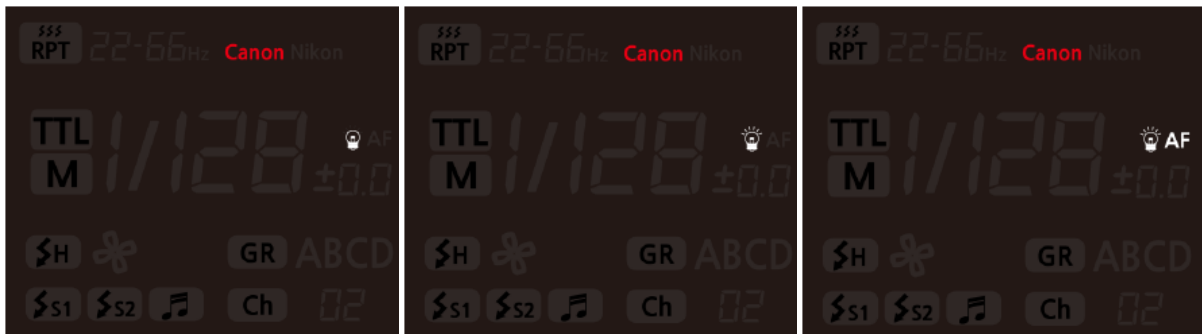 RPT 22-66Hz Canon Nikon
TTL 1/128 AF
M ±0.0
H GR ABCD
S1 S2 Ch 02
RPT 22-66Hz Canon Nikon
TTL 1/128 AF
M ±0.0
H GR ABCD
S1 S2 Ch 02
RPT 22-66Hz Canon Nikon
TTL 1/128 AF
M ±0.0
H GR ABCD
S1 S2 Ch 02